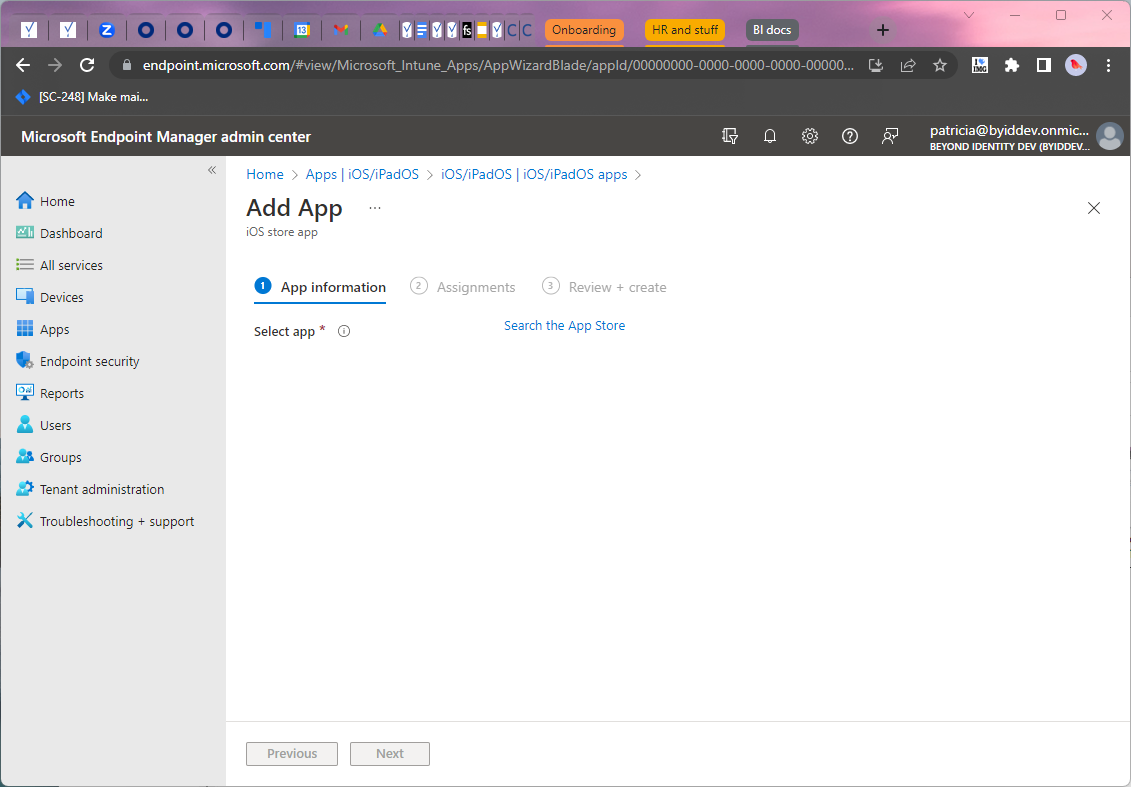 13
fs
C C
Onboarding
HR and stuff
BI docs
endpoint.microsoft.com/#view/Microsoft_Intune_Apps/AppWizardBlade/appId/00000000-0000-0000-0000-00000...
[SC-248] Make mai...
Microsoft Endpoint Manager admin center
patricia@byiddev.onmic...
BEYOND IDENTITY DEV (BYIDDEV....
Home > Apps | iOS/iPadOS > iOS/iPadOS | iOS/iPadOS apps >
Add App ...
iOS store app
1 App information
2 Assignments
3 Review + create
Select app *
Search the App Store
Home
Dashboard
All services
Devices
Apps
Endpoint security
Reports
Users
Groups
Tenant administration
Troubleshooting + support
Previous
Next